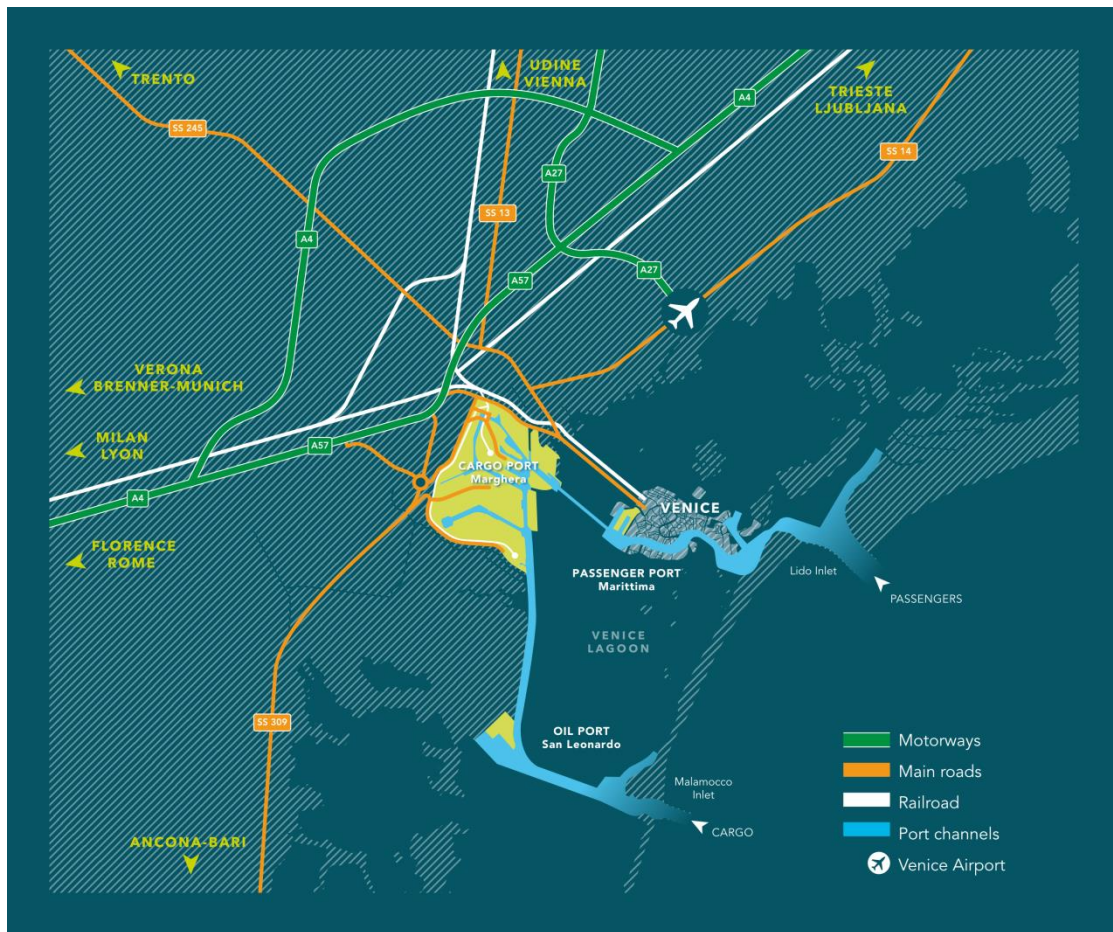 TRENTO
UDINE
VIENNA
TRIESTE
LJUBLJANA
A4
SS 245
SS 14
A27
SS 13
A4
A27
A57
VERONA
BRENNER-MUNICH
MILAN
LYON
A57
A4
CARGO PORT
Marghera
VENICE
FLORENCE
ROME
PASSENGER PORT
Marittima
Lido Inlet
PASSENGERS
VENICE
LAGOON
SS 309
OIL PORT
San Leonardo
Malamocco
Inlet
CARGO
ANCONA-BARI
Motorways
Main roads
Railroad
Port channels
Venice Airport